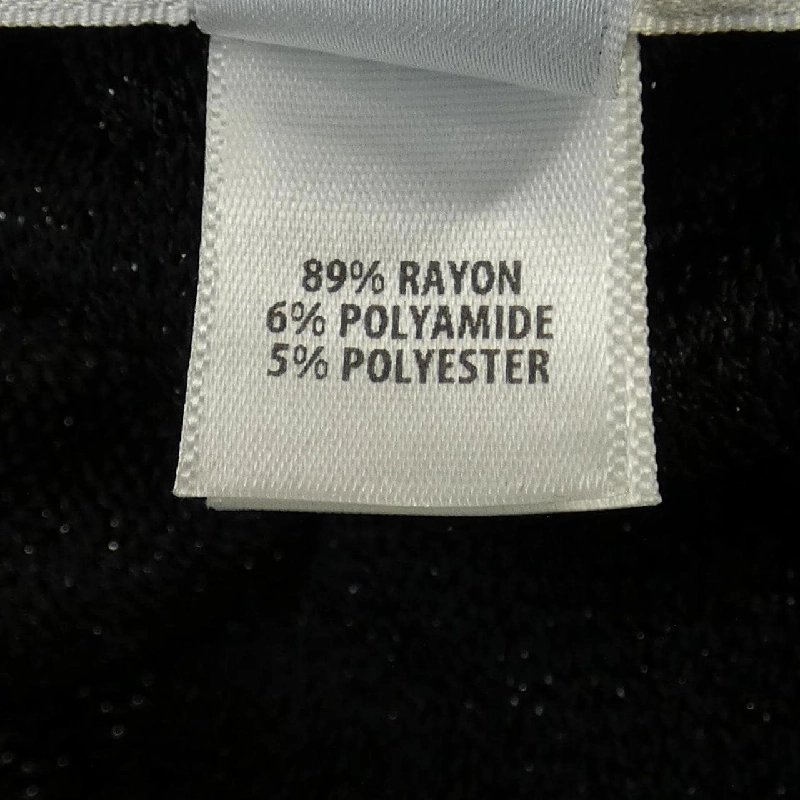 89% RAYON
6% POLYAMIDE
5% POLYESTER